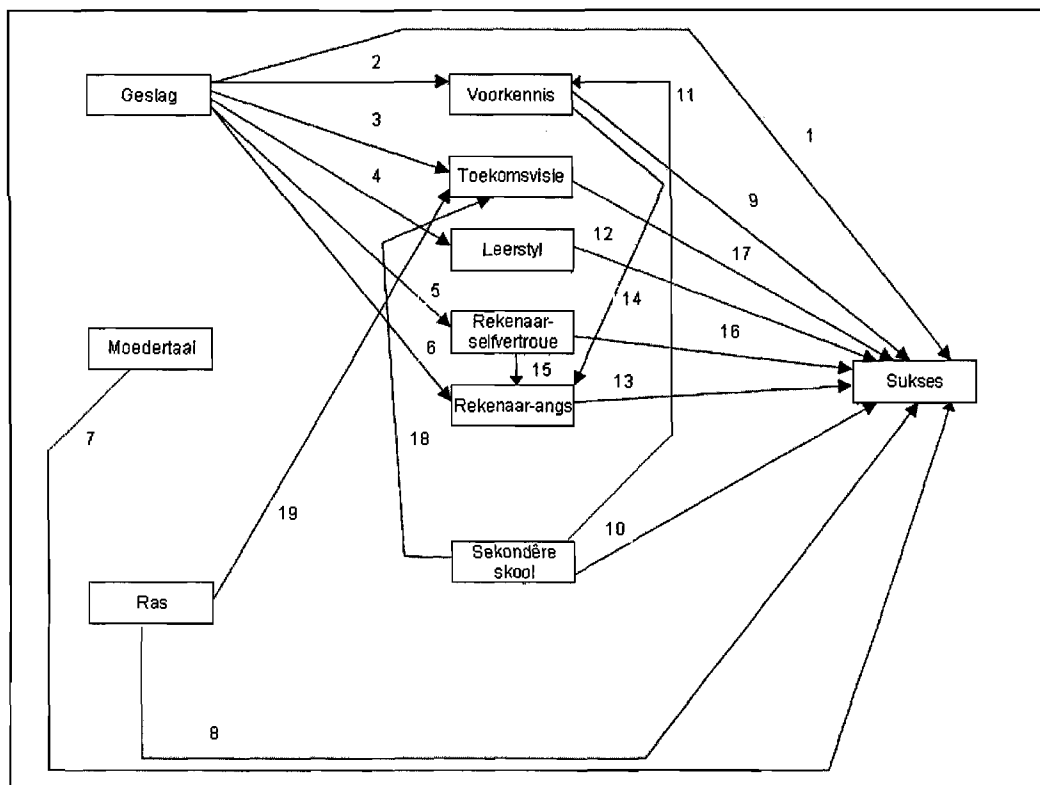 2
Geslag
Voorkennis
11
3
1
4
Toekomsvisie
9
12
17
Leerstyl
5
14
Rekenaar-
selfvertroue
16
6
Moedertaal
15
13
Sukses
Rekenaar-angs
7
18
19
10
Sekondêre
skool
Ras
8